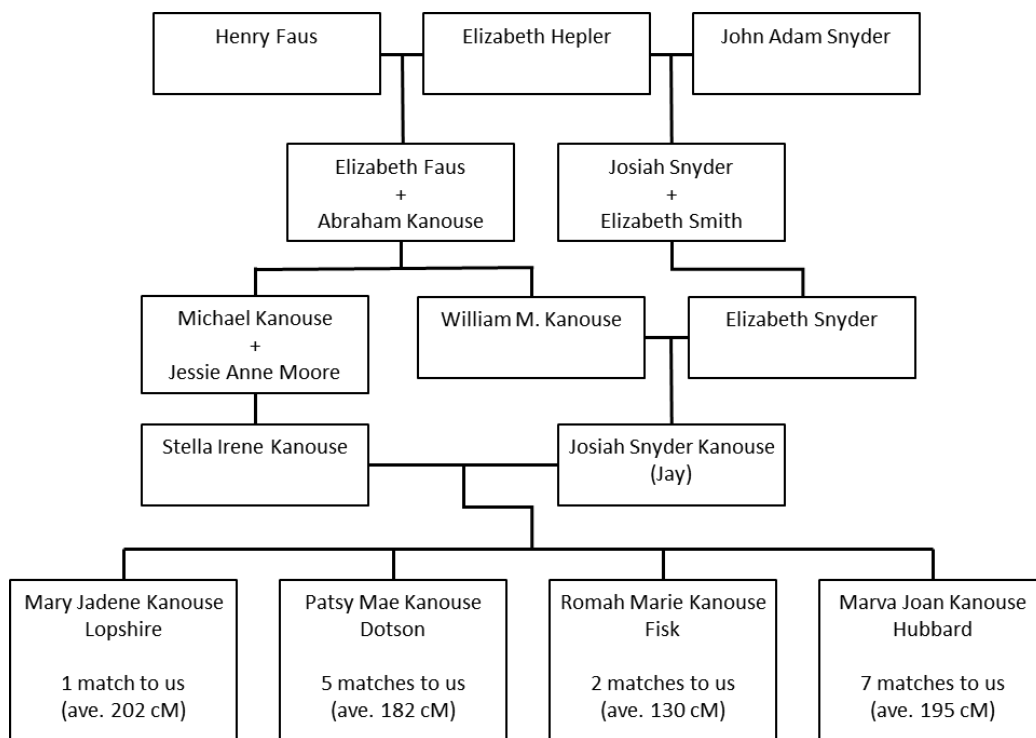 Henry Faus
Elizabeth Hepler
John Adam Snyder
Elizabeth Faus
+
Abraham Kanouse
Josiah Snyder
+
Elizabeth Smith
Michael Kanouse
+
Jessie Anne Moore
William M. Kanouse
Elizabeth Snyder
Stella Irene Kanouse
Josiah Snyder Kanouse
(Jay)
Mary Jadene Kanouse
Lopshire
1 match to us
(ave. 202 cM)
Patsy Mae Kanouse
Dotson
5 matches to us
(ave. 182 cM)
Romah Marie Kanouse
Fisk
2 matches to us
(ave. 130 cM)
Marva Joan Kanouse
Hubbard
7 matches to us
(ave. 195 cM)